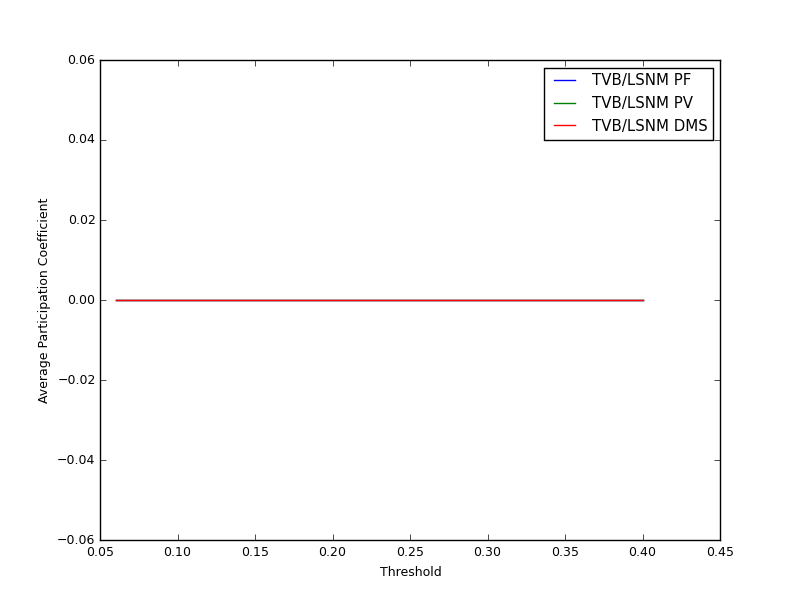 0.06
TVB/LSNM PF
TVB/LSNM PV
TVB/LSNM DMS
0.04
0.02
0.00
−0.02
−0.04
−0.06
Average Participation Coefficient
0.05 0.10 0.15 0.20 0.25 0.30 0.35 0.40 0.45
Threshold